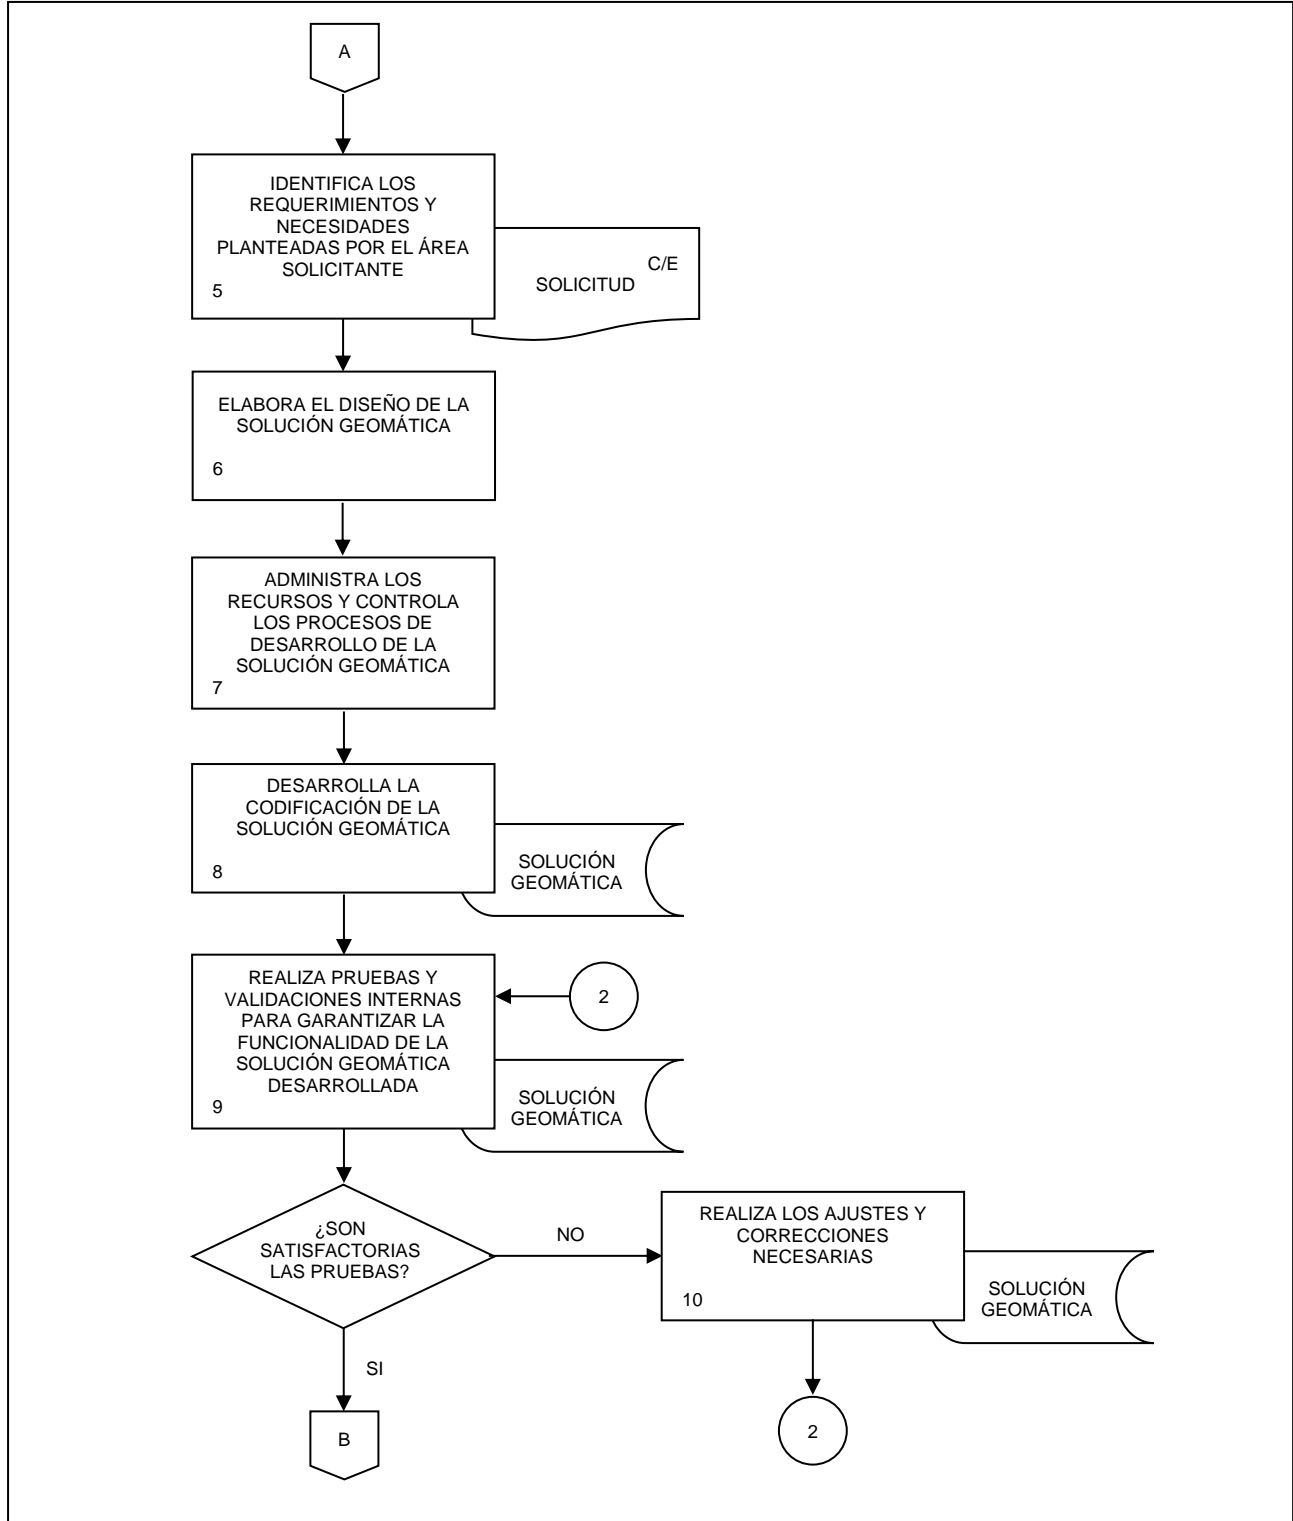 A
IDENTIFICA LOS
REQUERIMIENTOS Y
NECESIDADES
PLANTEADAS POR EL ÁREA
SOLICITANTE
5
C/E
SOLICITUD
ELABORA EL DISEÑO DE LA
SOLUCIÓN GEOMÁTICA
6
ADMINISTRA LOS
RECURSOS Y CONTROLA
LOS PROCESOS DE
DESARROLLO DE LA
SOLUCIÓN GEOMÁTICA
7
DESARROLLA LA
CODIFICACIÓN DE LA
SOLUCIÓN GEOMÁTICA
8
SOLUCIÓN
GEOMÁTICA
REALIZA PRUEBAS Y
VALIDACIONES INTERNAS
PARA GARANTIZAR LA
FUNCIONALIDAD DE LA
SOLUCIÓN GEOMÁTICA
DESARROLLADA
9
2
SOLUCIÓN
GEOMÁTICA
¿SON
SATISFACTORIAS
LAS PRUEBAS?
NO
REALIZA LOS AJUSTES Y
CORRECCIONES
NECESARIAS
10
SOLUCIÓN
GEOMÁTICA
SI
B
2